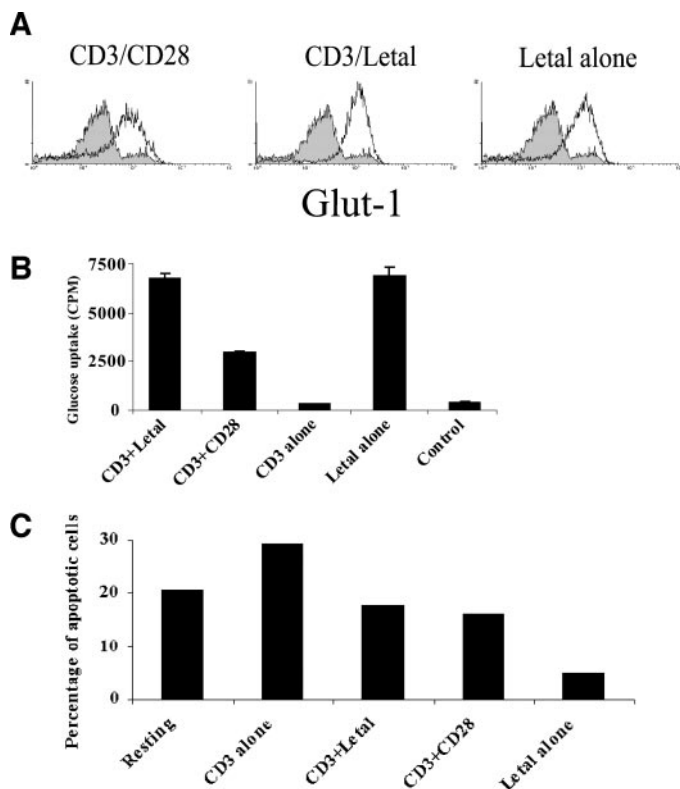 A
CD3/CD28
CD3/Letal
Letal alone
Glut-1
B
Glucose uptake (CPM)
7500
5000
2500
0
CD3+Letal
CD3+CD28
CD3 alone
Letal alone
Control
C
Percentage of apoptotic cells
30
20
10
0
Resting
CD3 alone
CD3+Letal
CD3+CD28
Letal alone